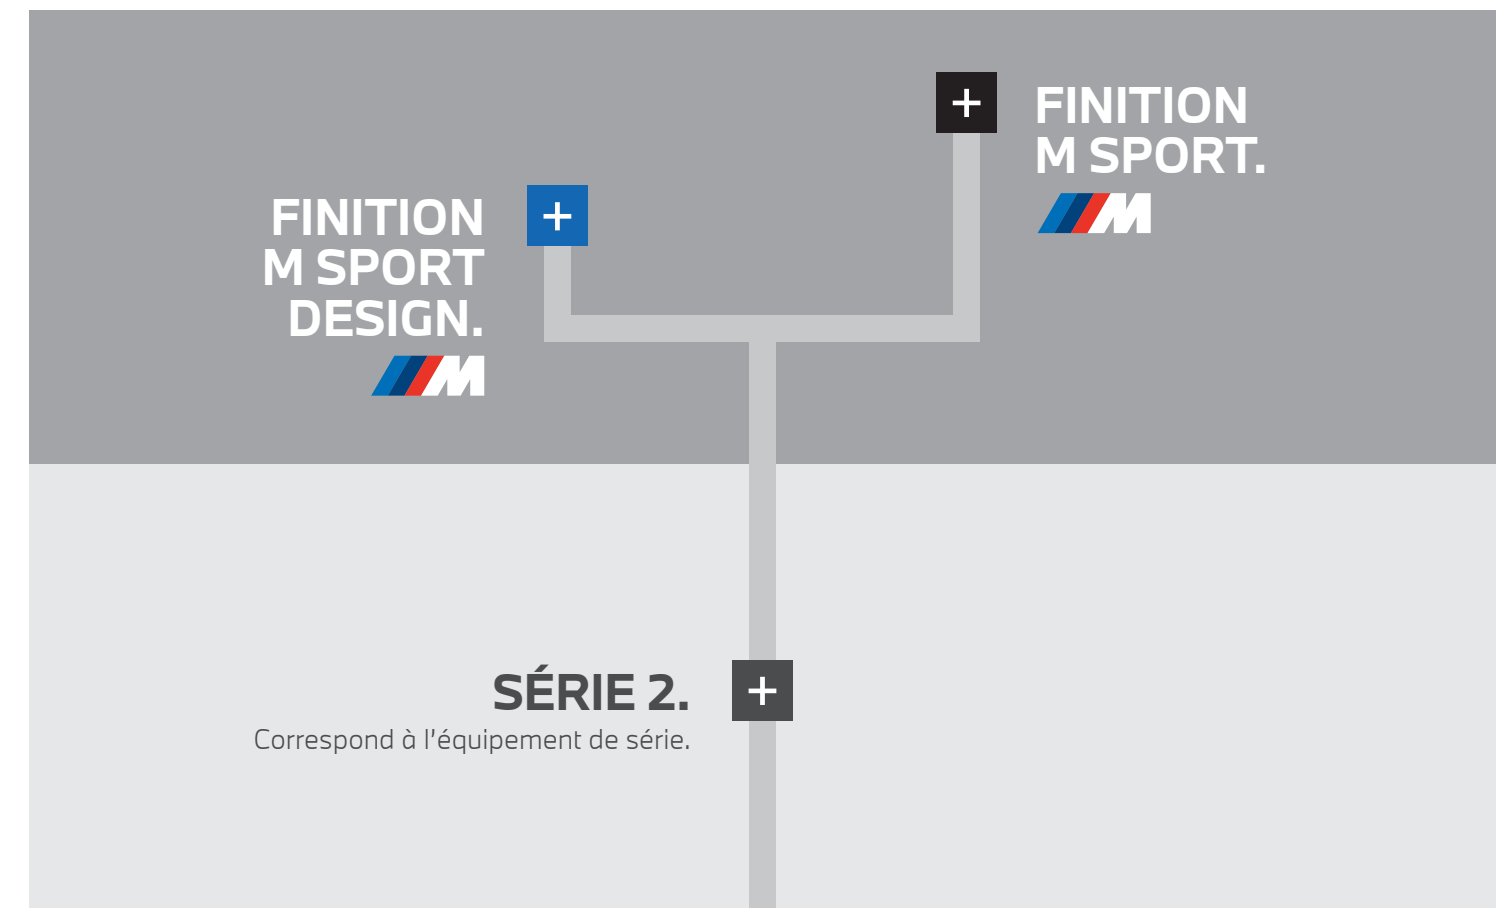 FINITION
M SPORT.
M
FINITION
M SPORT
DESIGN.
M
SÉRIE 2.
Correspond à l'équipement de série.